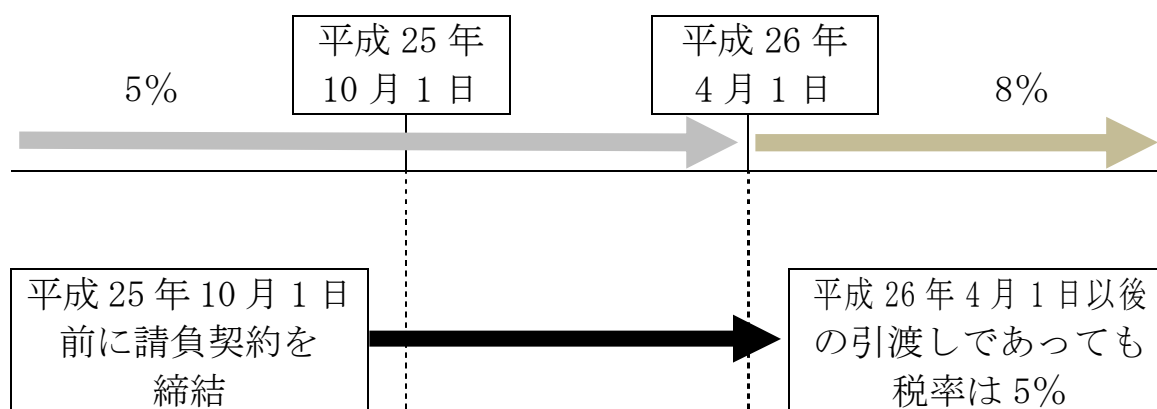 5%
平成 25 年
10 月 1 日
平成 26 年
4 月 1 日
8%
平成 25 年 10 月 1 日
前に請負契約を
締結
平成 26 年 4 月 1 日以後
の引渡しであっても
税率は 5%